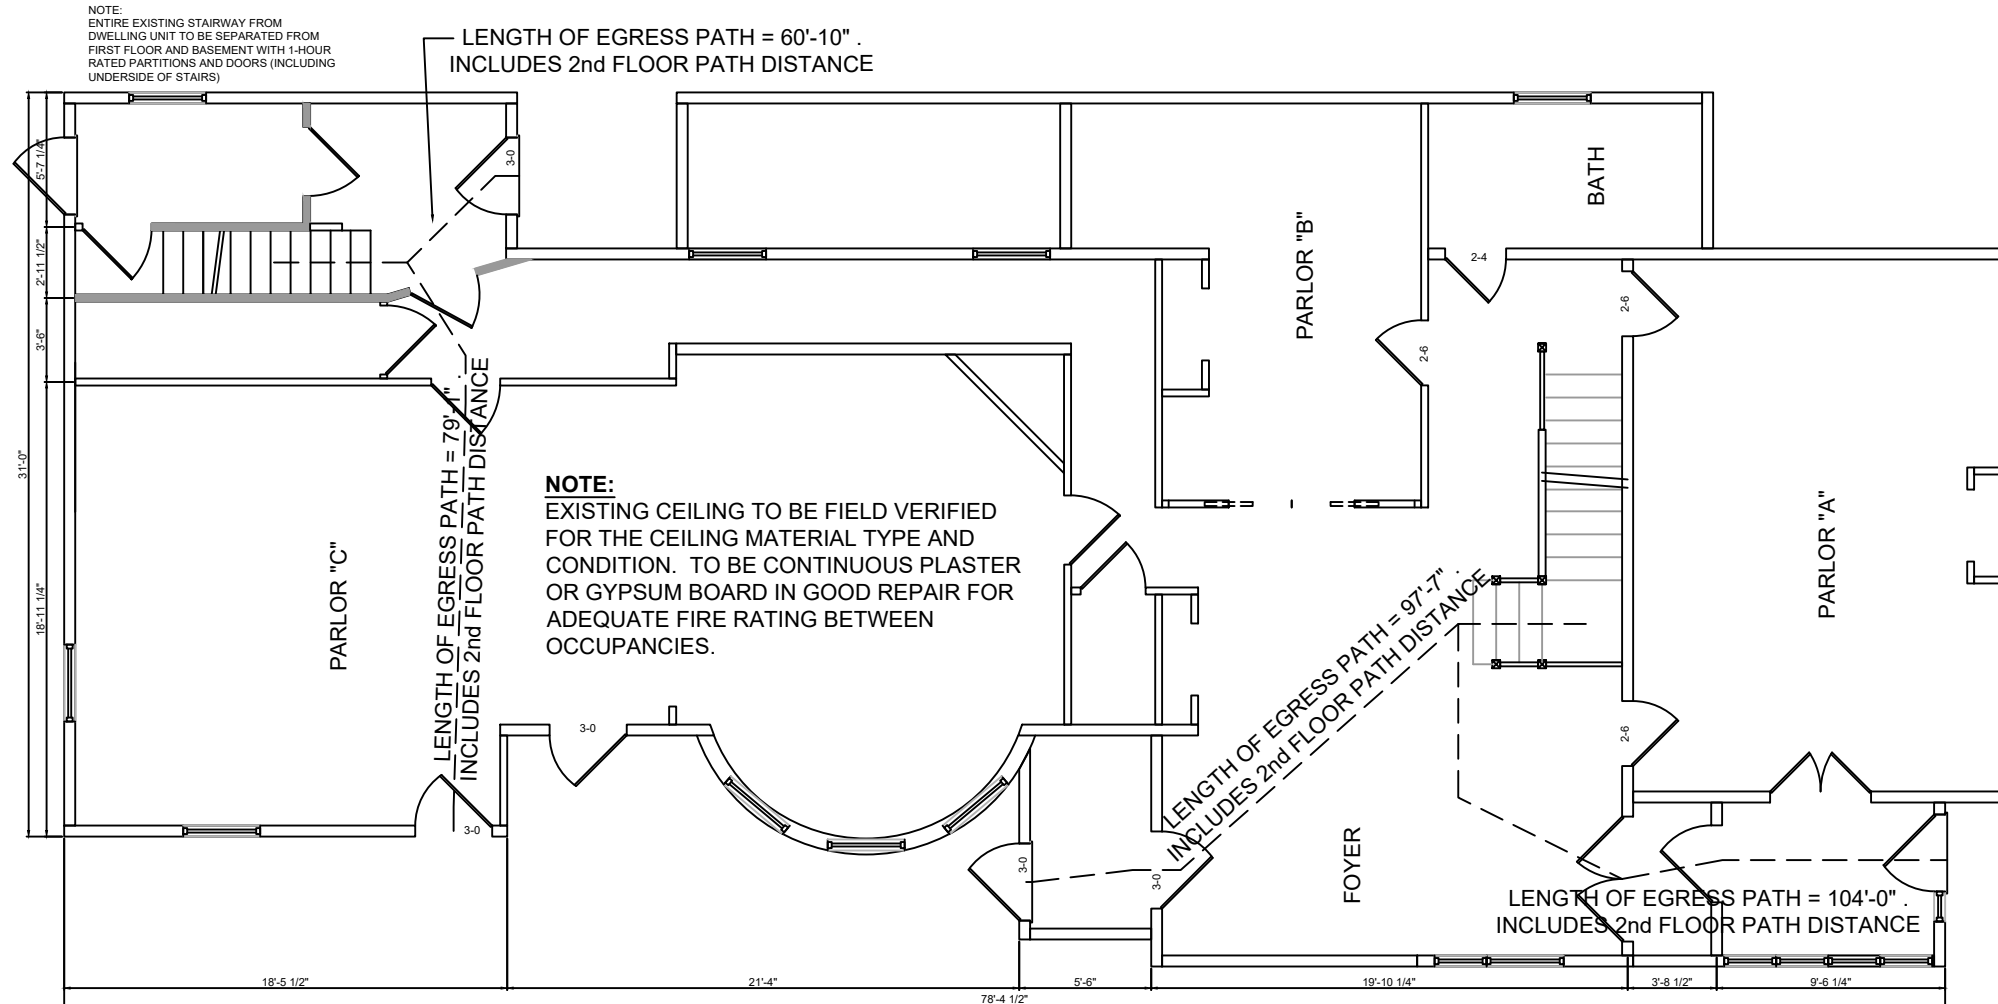 NOTE:
ENTIRE EXISTING STAIRWAY FROM
DWELLING UNIT TO BE SEPARATED FROM
FIRST FLOOR AND BASEMENT WITH 1-HOUR
RATED PARTITIONS AND DOORS (INCLUDING
UNDERSIDE OF STAIRS)
LENGTH OF EGRESS PATH = 60'-10" .
INCLUDES 2nd FLOOR PATH DISTANCE
5'-7 1/4"
2'-11 1/2"
3'-6"
31'-0"
18'-11 1/4"
3-0
BATH
PARLOR "B"
2-4
2-6
2-6
PARLOR "C"
LENGTH OF EGRESS PATH = 79'-1" .
INCLUDES 2nd FLOOR PATH DISTANCE
NOTE:
EXISTING CEILING TO BE FIELD VERIFIED
FOR THE CEILING MATERIAL TYPE AND
CONDITION. TO BE CONTINUOUS PLASTER
OR GYPSUM BOARD IN GOOD REPAIR FOR
ADEQUATE FIRE RATING BETWEEN
OCCUPANCIES.
PARLOR "A"
LENGTH OF EGRESS PATH = 97'-7" .
INCLUDES 2nd FLOOR PATH DISTANCE
3-0
2-6
3-0
3-0
3-0
FOYER
LENGTH OF EGRESS PATH = 104'-0" .
INCLUDES 2nd FLOOR PATH DISTANCE
18'-5 1/2"
21'-4"
5'-6"
19'-10 1/4"
3'-8 1/2"
9'-6 1/4"
78'-4 1/2"